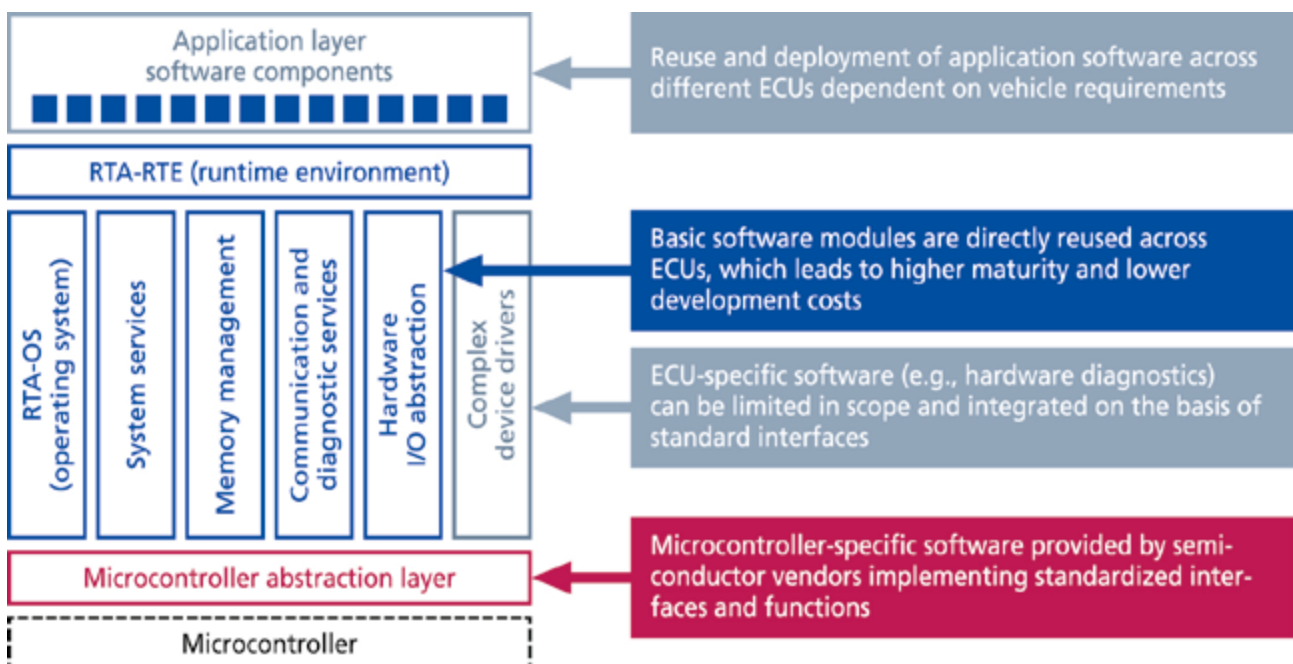 Application layer
software components
Reuse and deployment of application software across
different ECUs dependent on vehicle requirements
RTA-RTE (runtime environment)
RTA-OS
(operating system)
System services
Memory management
Communication and
diagnostic services
Hardware
I/O abstraction
Complex
device drivers
Basic software modules are directly reused across
ECUs, which leads to higher maturity and lower
development costs
ECU-specific software (e.g., hardware diagnostics)
can be limited in scope and integrated on the basis of
standard interfaces
Microcontroller abstraction layer
Microcontroller-specific software provided by semi-
conductor vendors implementing standardized inter-
faces and functions
Microcontroller